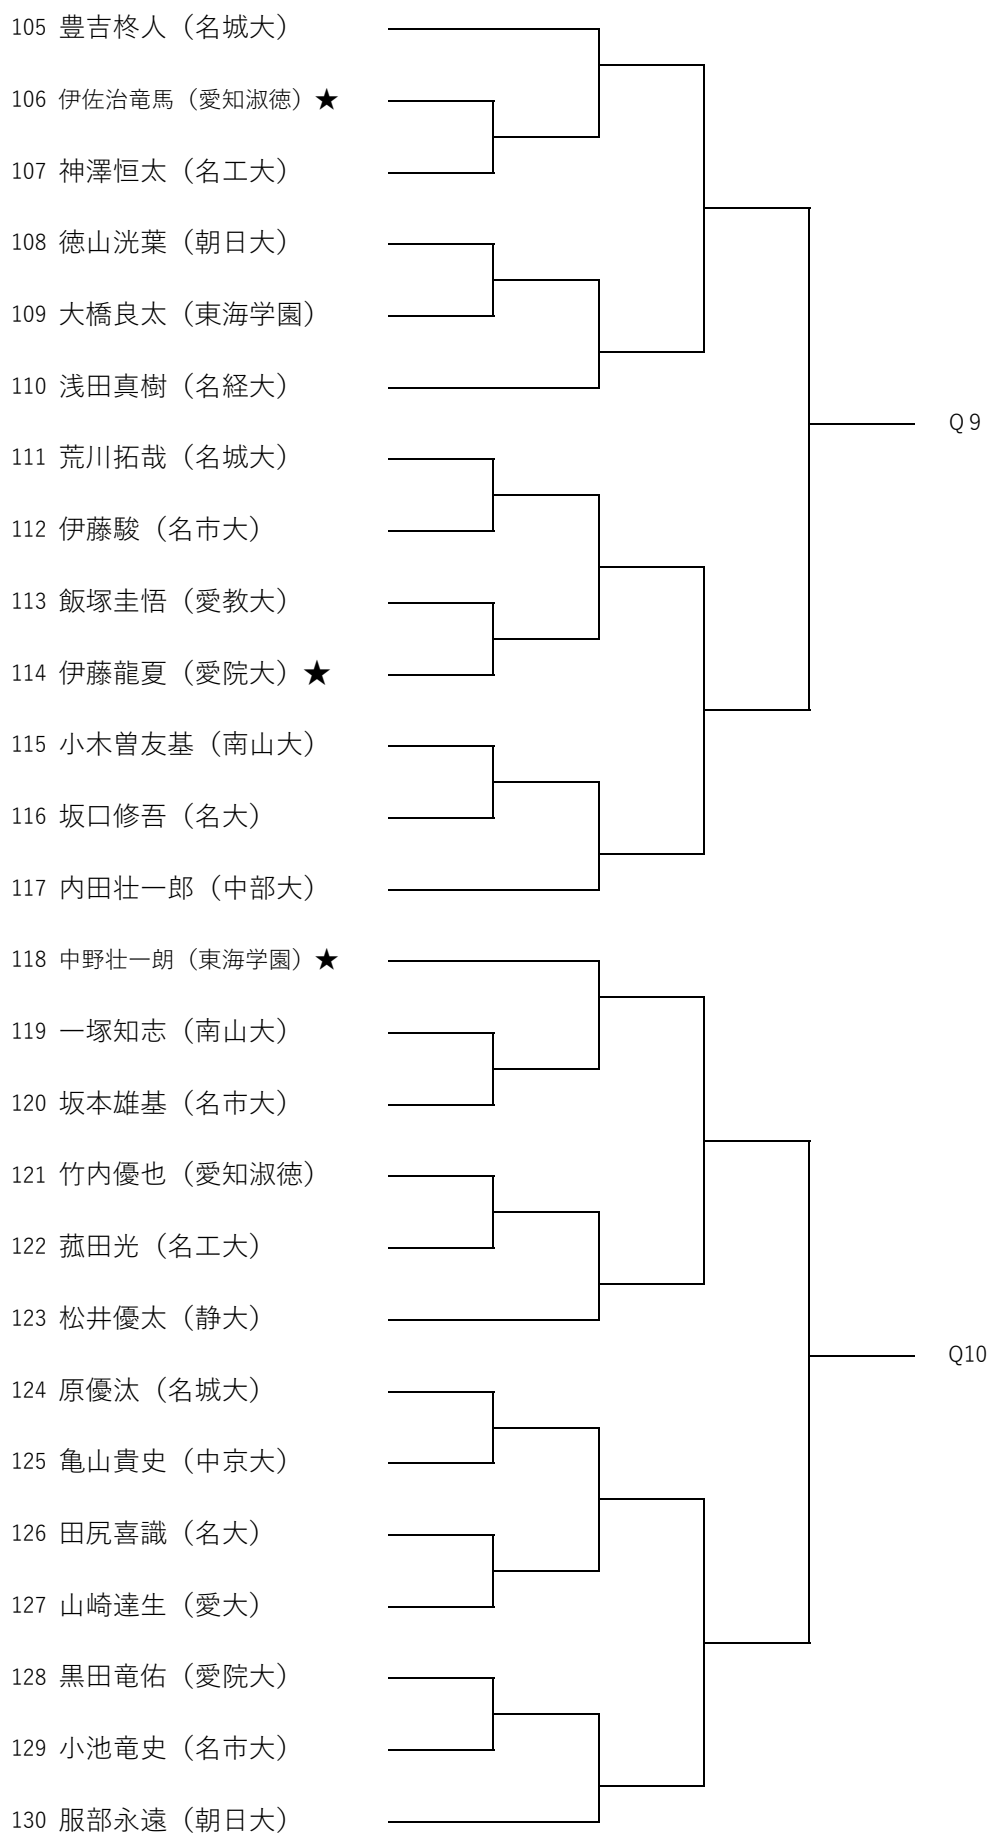 105 豊吉柊人（名城大）
106 伊佐治竜馬（愛知淑徳）★
107 神澤恒太（名工大）
108 徳山洸葉（朝日大）
109 大橋良太（東海学園）
110 浅田真樹（名経大）
Q 9
111 荒川拓哉（名城大）
112 伊藤駿（名市大）
113 飯塚圭悟（愛教大）
114 伊藤龍夏（愛院大）★
115 小木曽友基（南山大）
116 坂口修吾（名大）
117 内田壮一郎（中部大）
118 中野壮一朗（東海学園）★
119 一塚知志（南山大）
120 坂本雄基（名市大）
121 竹内優也（愛知淑徳）
122 菰田光（名工大）
123 松井優太（静大）
Q10
124 原優汰（名城大）
125 亀山貴史（中京大）
126 田尻喜識（名大）
127 山崎達生（愛大）
128 黒田竜佑（愛院大）
129 小池竜史（名市大）
130 服部永遠（朝日大）